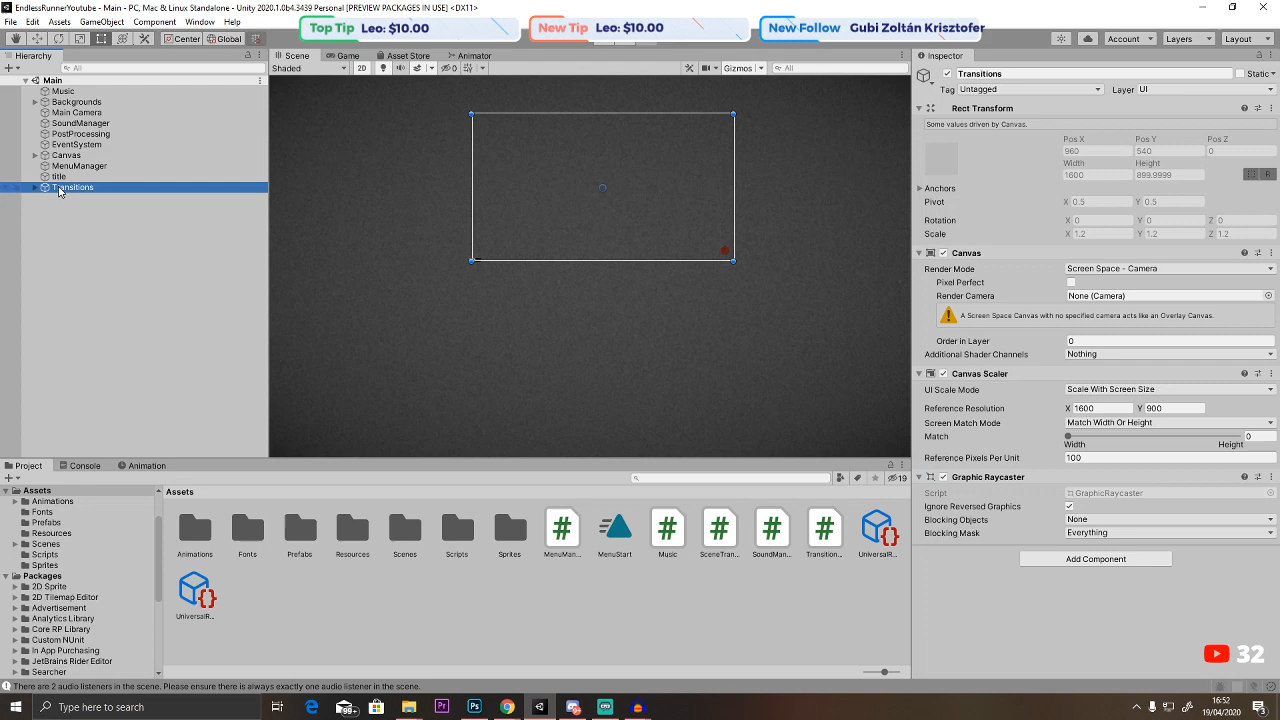 EndlessRunnerYoutube - Main - PC, Mac & Linux Standalone - Unity 2020.1.0b4.3439 Personal [PREVIEW PACKAGES IN USE] <DX11>
File Edit Assets GameObject Component Window Help
Top Tip Leo: $10.00
New Tip Leo: $10.00
New Follow Gubi Zoltán Krisztofer
Center Global
Account Layers Layout
Hierarchy
All
Main
Music
Backgrounds
Main Camera
SoundManager
PostProcessing
EventSystem
Canvas
MenuManager
title
Transitions
Scene Game Asset Store Animator
Shaded 2D 0 Gizmos All
Inspector
Transitions Static
Tag Untagged Layer UI
Rect Transform
Some values driven by Canvas.
Pos X Pos Y Pos Z
960 540 0
Width Height
1600 899.9999
R
Anchors
Pivot X 0.5 Y 0.5
Rotation X 0 Y 0 Z 0
Scale X 1.2 Y 1.2 Z 1.2
Canvas
Render Mode Screen Space - Camera
Pixel Perfect
Render Camera None (Camera)
A Screen Space Canvas with no specified camera acts like an Overlay Canvas.
Order in Layer 0
Additional Shader Channels Nothing
Canvas Scaler
UI Scale Mode Scale With Screen Size
Reference Resolution X 1600 Y 900
Screen Match Mode Match Width Or Height
Match 0
Width Height
Reference Pixels Per Unit 100
Graphic Raycaster
Script GraphicRaycaster
Ignore Reversed Graphics
Blocking Objects None
Blocking Mask Everything
Add Component
Project Console Animation
19
Assets
Animations
Fonts
Prefabs
Resources
Scenes
Scripts
Sprites
Packages
2D Sprite
2D Tilemap Editor
Advertisement
Analytics Library
Core RP Library
Custom NUnit
In App Purchasing
JetBrains Rider Editor
Searcher
Assets
Animations Fonts Prefabs Resources Scenes Scripts Sprites MenuMan... MenuStart Music SceneTran... SoundMan... Transition... UniversalR...
UniversalR...
32
There are 2 audio listeners in the scene. Please ensure there is always exactly one audio listener in the scene.
Type here to search
99+
16:52
19/04/2020